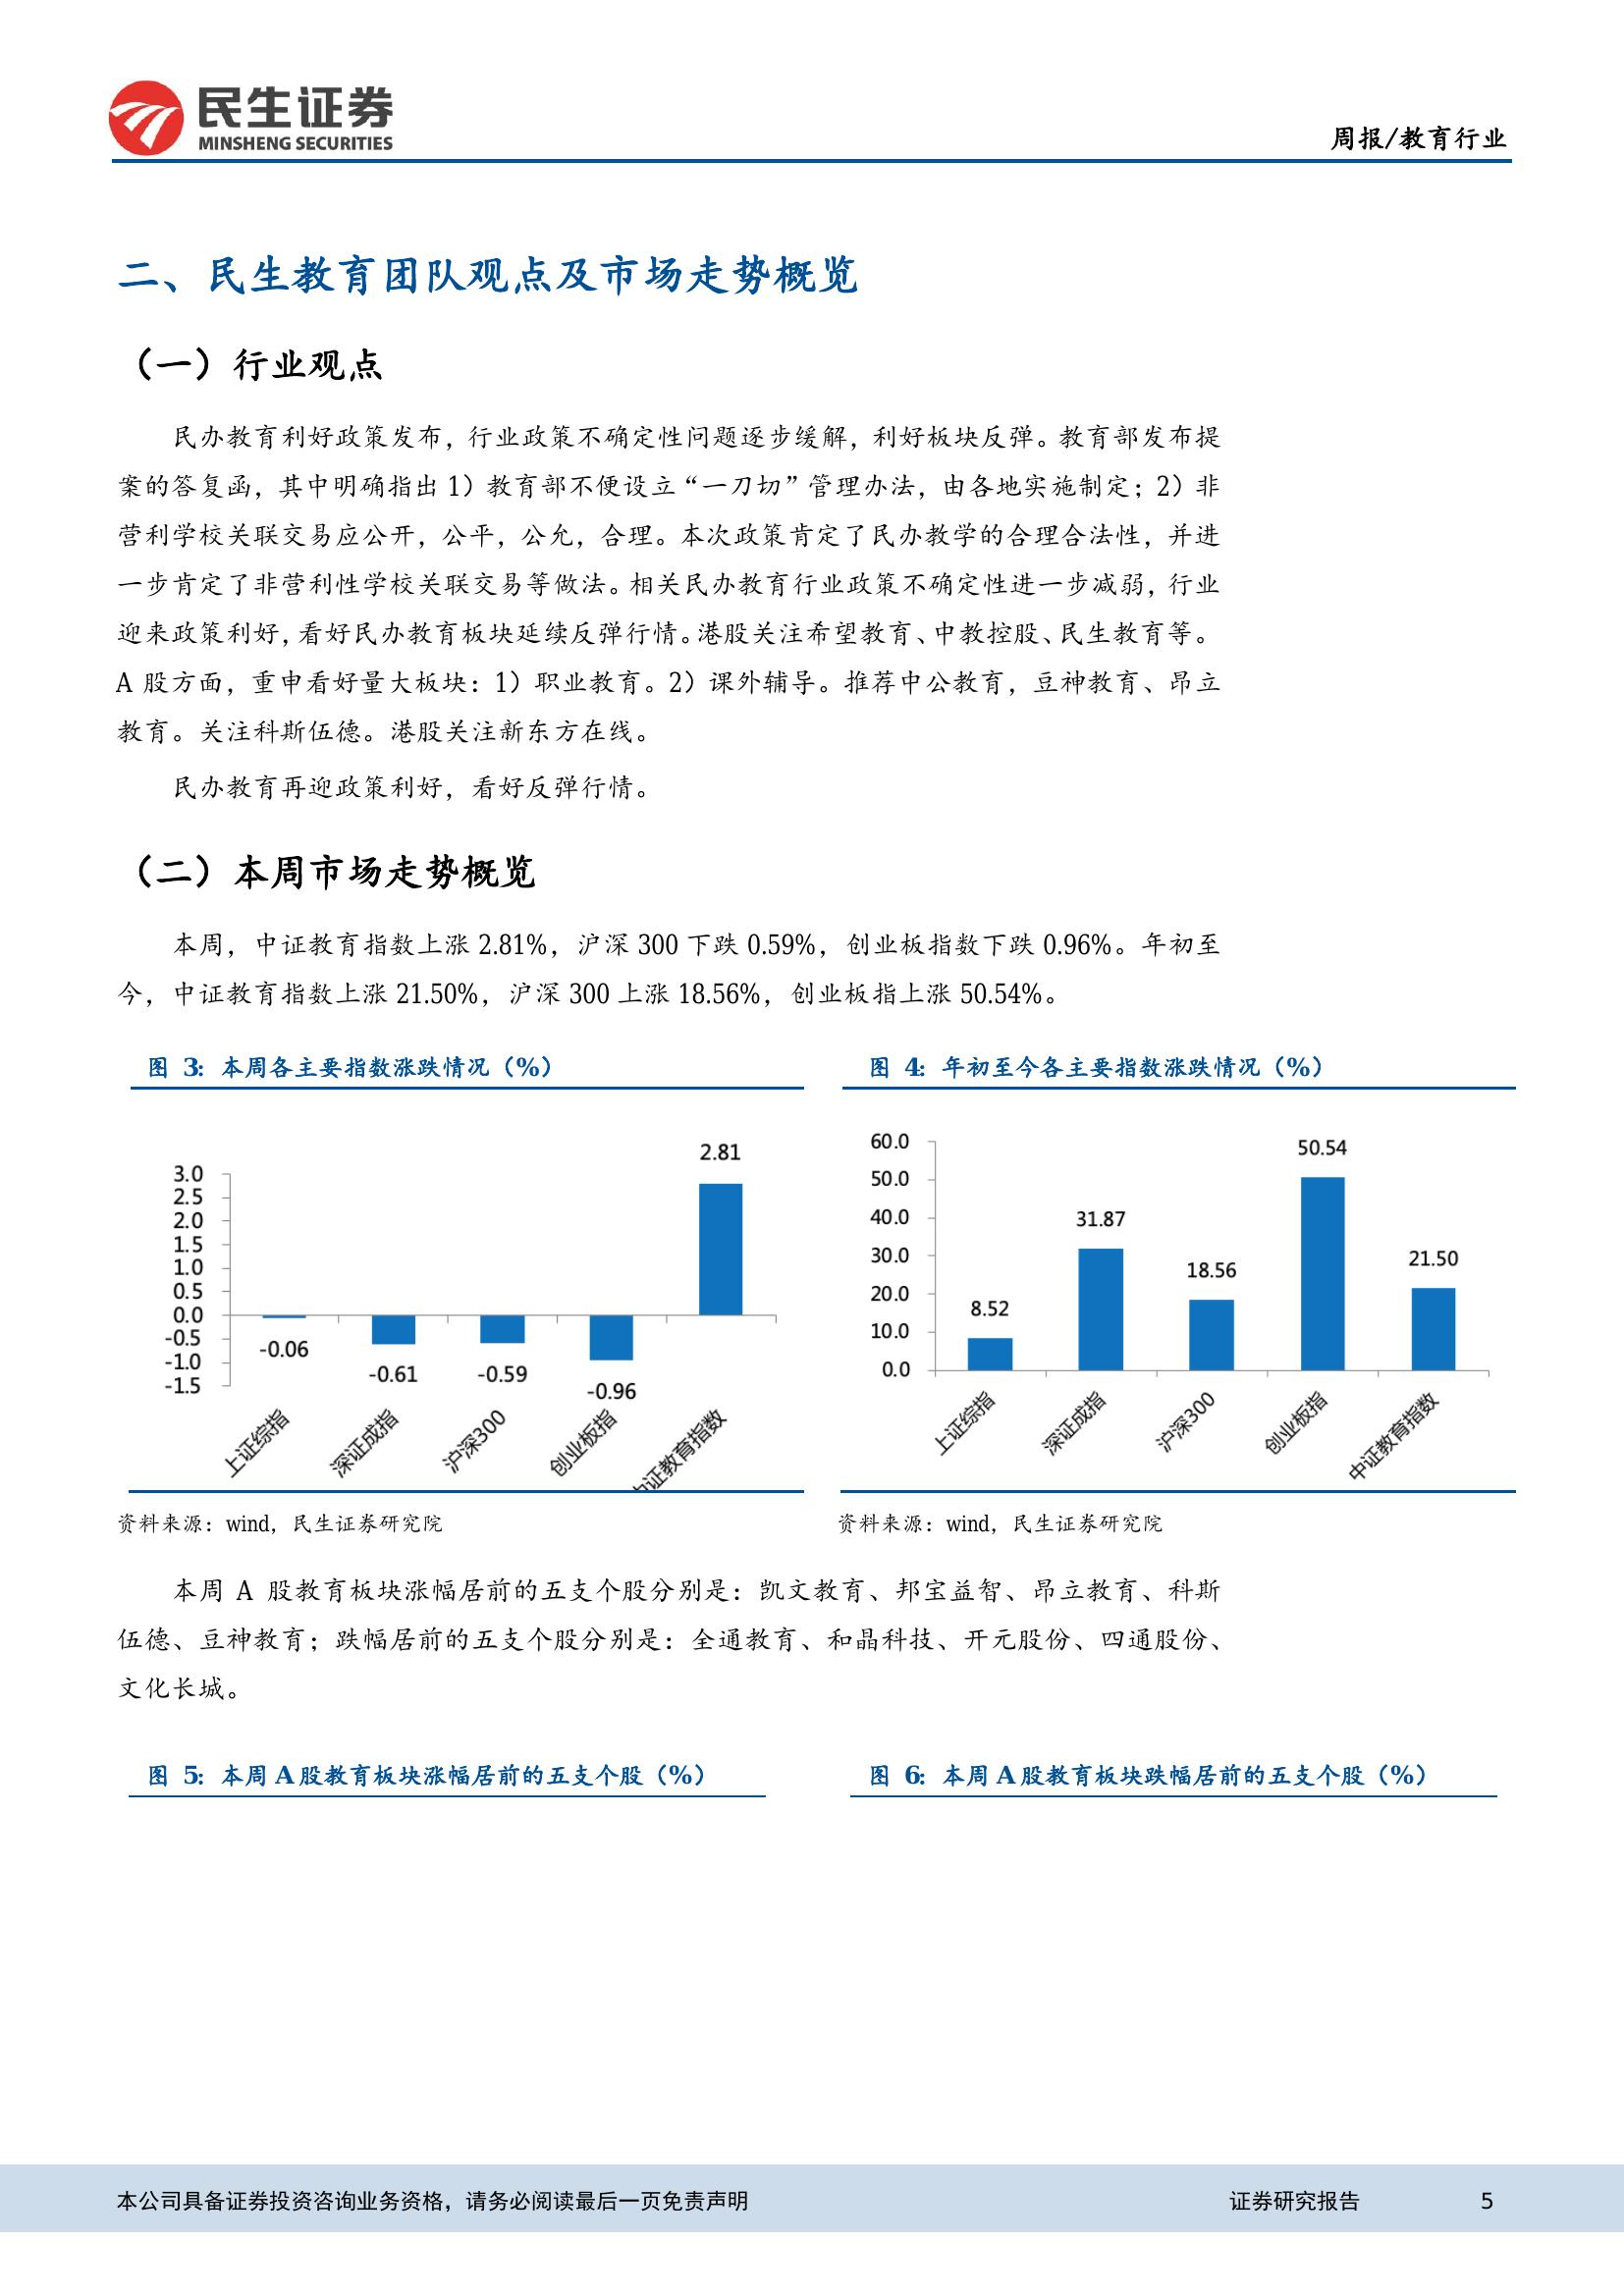 民生证券
MINSHENG SECURITIES
周报/教育行业
二、民生教育团队观点及市场走势概览
（一）行业观点
民办教育利好政策发布，行业政策不确定性问题逐步缓解，利好板块反弹。教育部发布提
案的答复函，其中明确指出 1）教育部不便设立“一刀切”管理办法，由各地实施制定；2）非
营利学校关联交易应公开，公平，公允，合理。本次政策肯定了民办教学的合理合法性，并进
一步肯定了非营利性学校关联交易等做法。相关民办教育行业政策不确定性进一步减弱，行业
迎来政策利好，看好民办教育板块延续反弹行情。港股关注希望教育、中教控股、民生教育等。
A 股方面，重申看好量大板块：1）职业教育。2）课外辅导。推荐中公教育，豆神教育、昂立
教育。关注科斯伍德。港股关注新东方在线。
民办教育再迎政策利好，看好反弹行情。
（二）本周市场走势概览
本周，中证教育指数上涨 2.81%，沪深 300 下跌 0.59%，创业板指数下跌 0.96%。年初至
今，中证教育指数上涨 21.50%，沪深 300 上涨 18.56%，创业板指上涨 50.54%。
图 3：本周各主要指数涨跌情况（%）
3.0
2.5
2.0
1.5
1.0
0.5
0.0
-0.5
-1.0
-1.5
-0.06
-0.61
-0.59
-0.96
2.81
上证综指
深证成指
沪深300
创业板指
中证教育指数
资料来源：wind，民生证券研究院
图 4：年初至今各主要指数涨跌情况（%）
60.0
50.0
40.0
30.0
20.0
10.0
0.0
8.52
31.87
18.56
50.54
21.50
上证综指
深证成指
沪深300
创业板指
中证教育指数
资料来源：wind，民生证券研究院
本周 A 股教育板块涨幅居前的五支个股分别是：凯文教育、邦宝益智、昂立教育、科斯
伍德、豆神教育；跌幅居前的五支个股分别是：全通教育、和晶科技、开元股份、四通股份、
文化长城。
图 5：本周 A 股教育板块涨幅居前的五支个股（%）
图 6：本周 A 股教育板块跌幅居前的五支个股（%）
本公司具备证券投资咨询业务资格，请务必阅读最后一页免责声明
证券研究报告
5